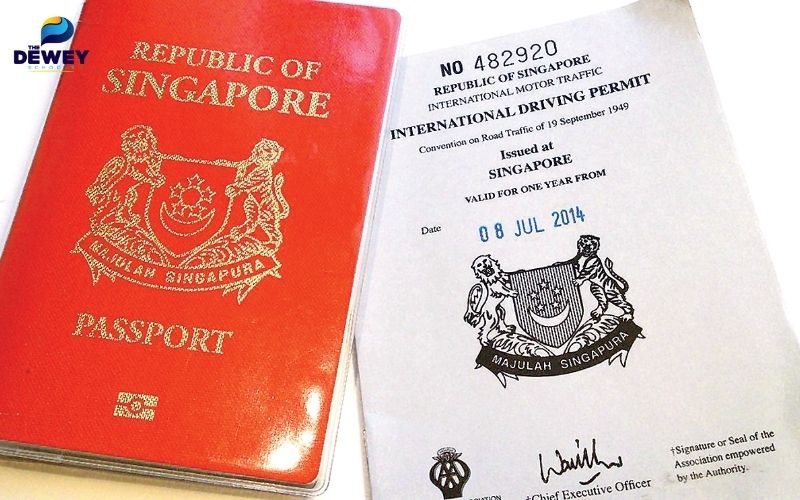 THE
DEWEY
SCHOOLS
REPUBLIC OF
SINGAPORE
MAJULAH SINGAPURA
PASSPORT
NO 482920
REPUBLIC OF SINGAPORE
INTERNATIONAL MOTOR TRAFFIC
INTERNATIONAL DRIVING PERMIT
Convention on Road Traffic of 19 September 1949
Issued at
SINGAPORE
VALID FOR ONE YEAR FROM
Date 08 JUL 2014
MAJULAH SINGAPURA
†Signature or Seal of the
Association empowered
by the Authority.
†Chief Executive Officer